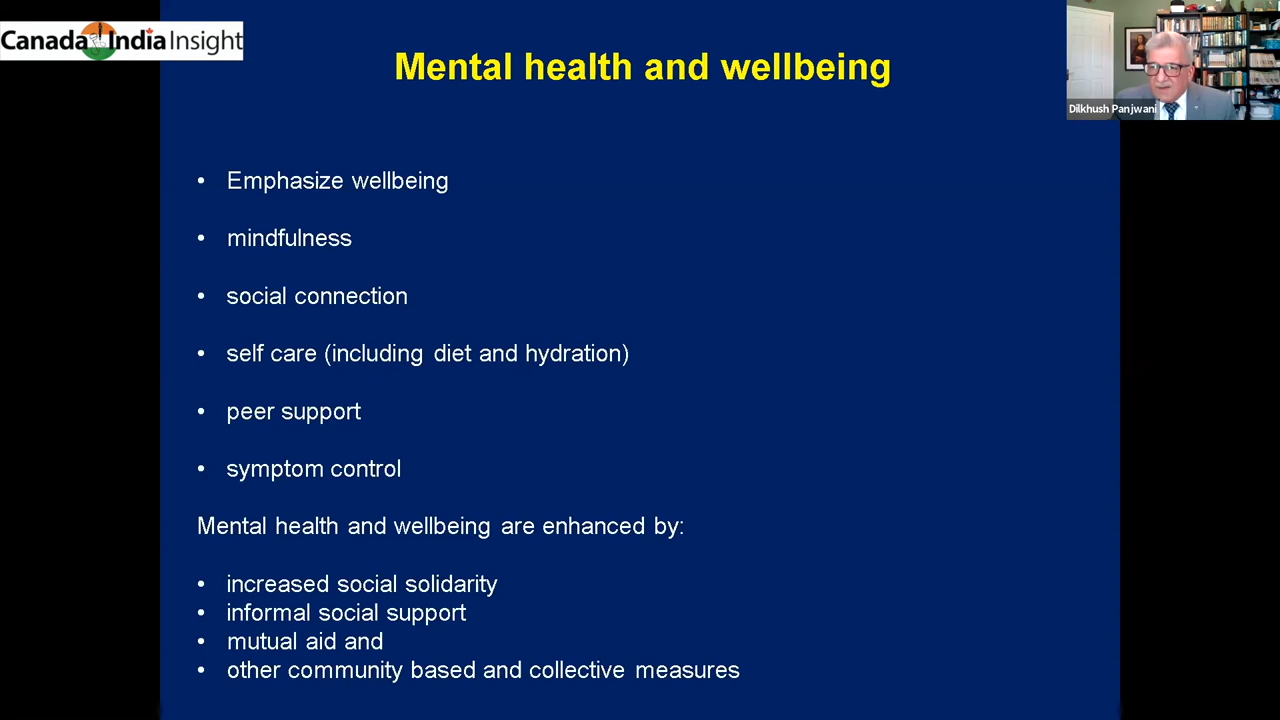 Canada India Insight
Mental health and wellbeing
Dilkhush Panjwani
• Emphasize wellbeing
• mindfulness
• social connection
• self care (including diet and hydration)
• peer support
• symptom control
Mental health and wellbeing are enhanced by:
• increased social solidarity
• informal social support
• mutual aid and
• other community based and collective measures